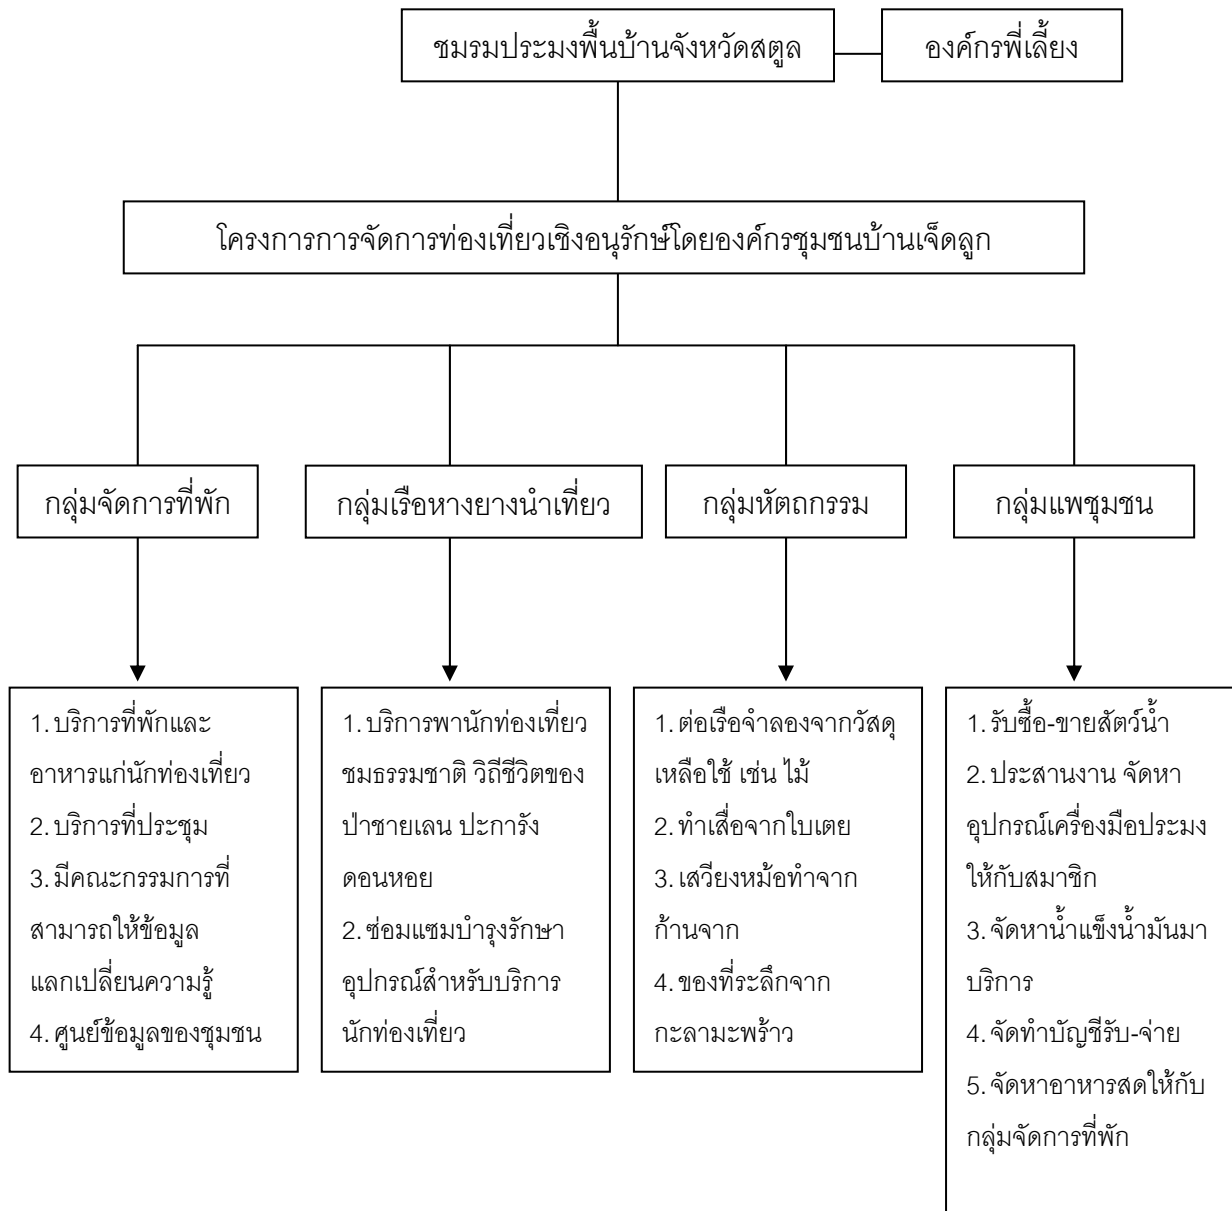 ชมรมประมงพื้นบ้านจังหวัดสตูล
องค์กรพี่เลี้ยง
โครงการการจัดการท่องเที่ยวเชิงอนุรักษ์โดยองค์กรชุมชนบ้านเจ็ดลูก
กลุ่มจัดการที่พัก
กลุ่มเรือหางยางนำเที่ยว
กลุ่มหัตถกรรม
กลุ่มแพชุมชน
1. บริการที่พักและ
อาหารแก่นักท่องเที่ยว
2. บริการที่ประชุม
3. มีคณะกรรมการที่
สามารถให้ข้อมูล
แลกเปลี่ยนความรู้
4. ศูนย์ข้อมูลของชุมชน
1. บริการพานักท่องเที่ยว
ชมธรรมชาติ วิถีชีวิตของ
ป่าชายเลน ปะการัง
ดอนหอย
2. ซ่อมแซมบำรุงรักษา
อุปกรณ์สำหรับบริการ
นักท่องเที่ยว
1. ต่อเรือจำลองจากวัสดุ
เหลือใช้ เช่น ไม้
2. ทำเสื่อจากใบเตย
3. เสวียงหม้อทำจาก
ก้านจาก
4. ของที่ระลึกจาก
กะลามะพร้าว
1. รับซื้อ-ขายสัตว์น้ำ
2. ประสานงาน จัดหา
อุปกรณ์เครื่องมือประมง
ให้กับสมาชิก
3. จัดหาน้ำแข็งน้ำมันมา
บริการ
4. จัดทำบัญชีรับ-จ่าย
5. จัดหาอาหารสดให้กับ
กลุ่มจัดการที่พัก